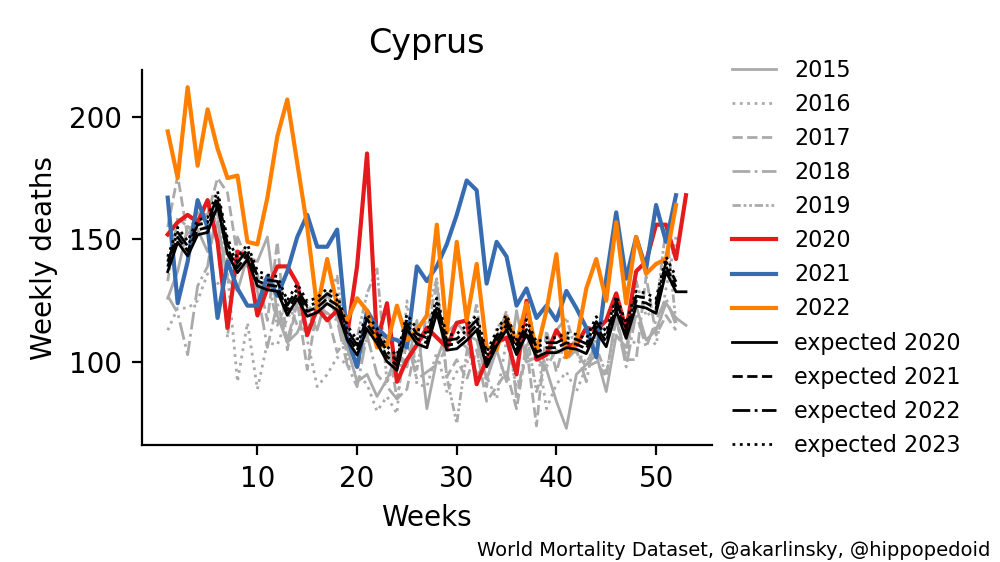 Cyprus
200
150
100
Weekly deaths
10
20
30
40
50
Weeks
2015
2016
2017
2018
2019
2020
2021
2022
expected 2020
expected 2021
expected 2022
expected 2023
World Mortality Dataset, @akarlinsky, @hippopedoid